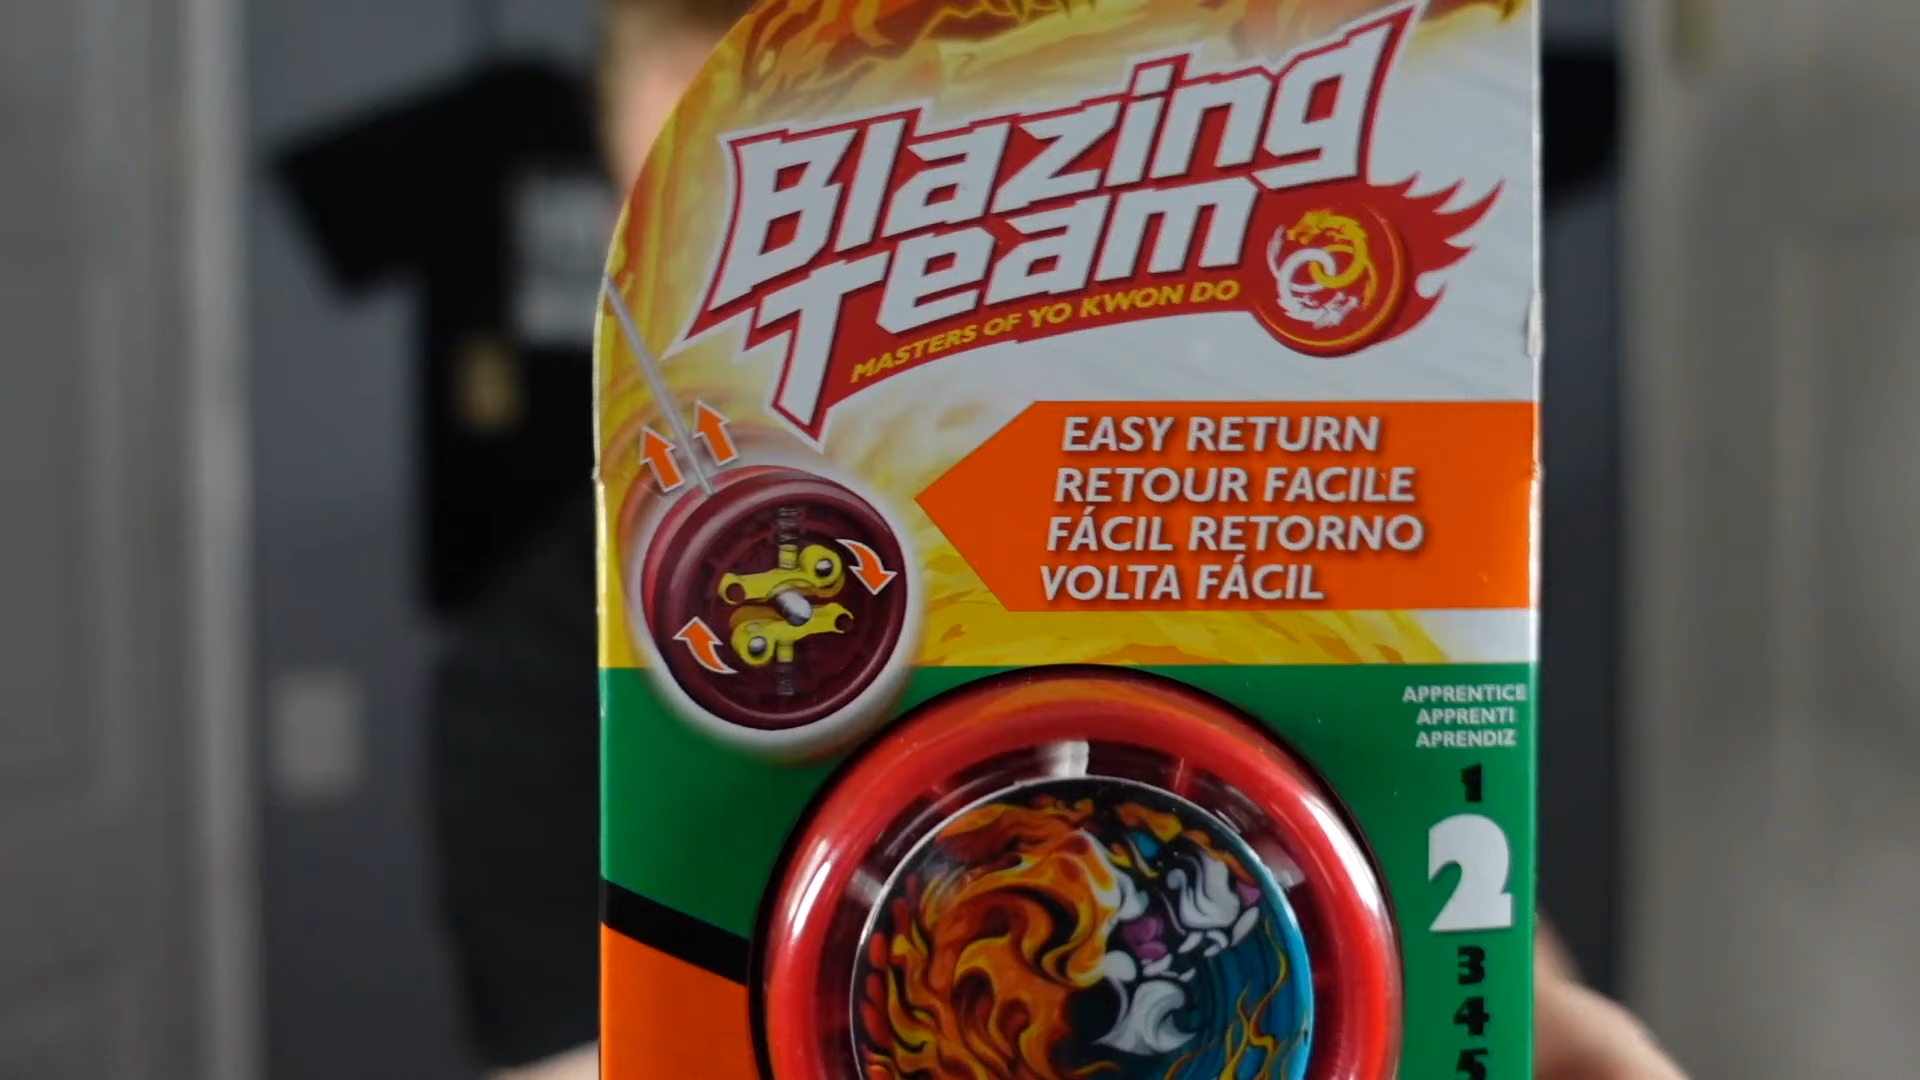 Blazing
Team
MASTERS OF YO KWON DO
EASY RETURN
RETOUR FACILE
FÁCIL RETORNO
VOLTA FÁCIL
APPRENTICE
APPRENTI
APRENDIZ
1
2
3
4
5